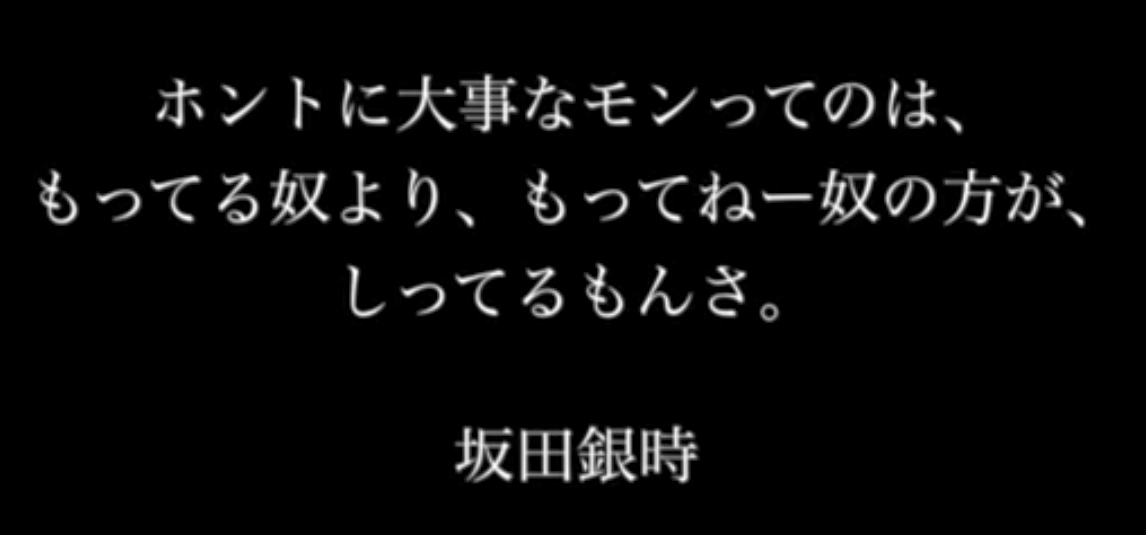 ホントに大事なモンってのは、
もってる奴より、もってねー奴の方が、
しってるもんさ。
坂田銀時